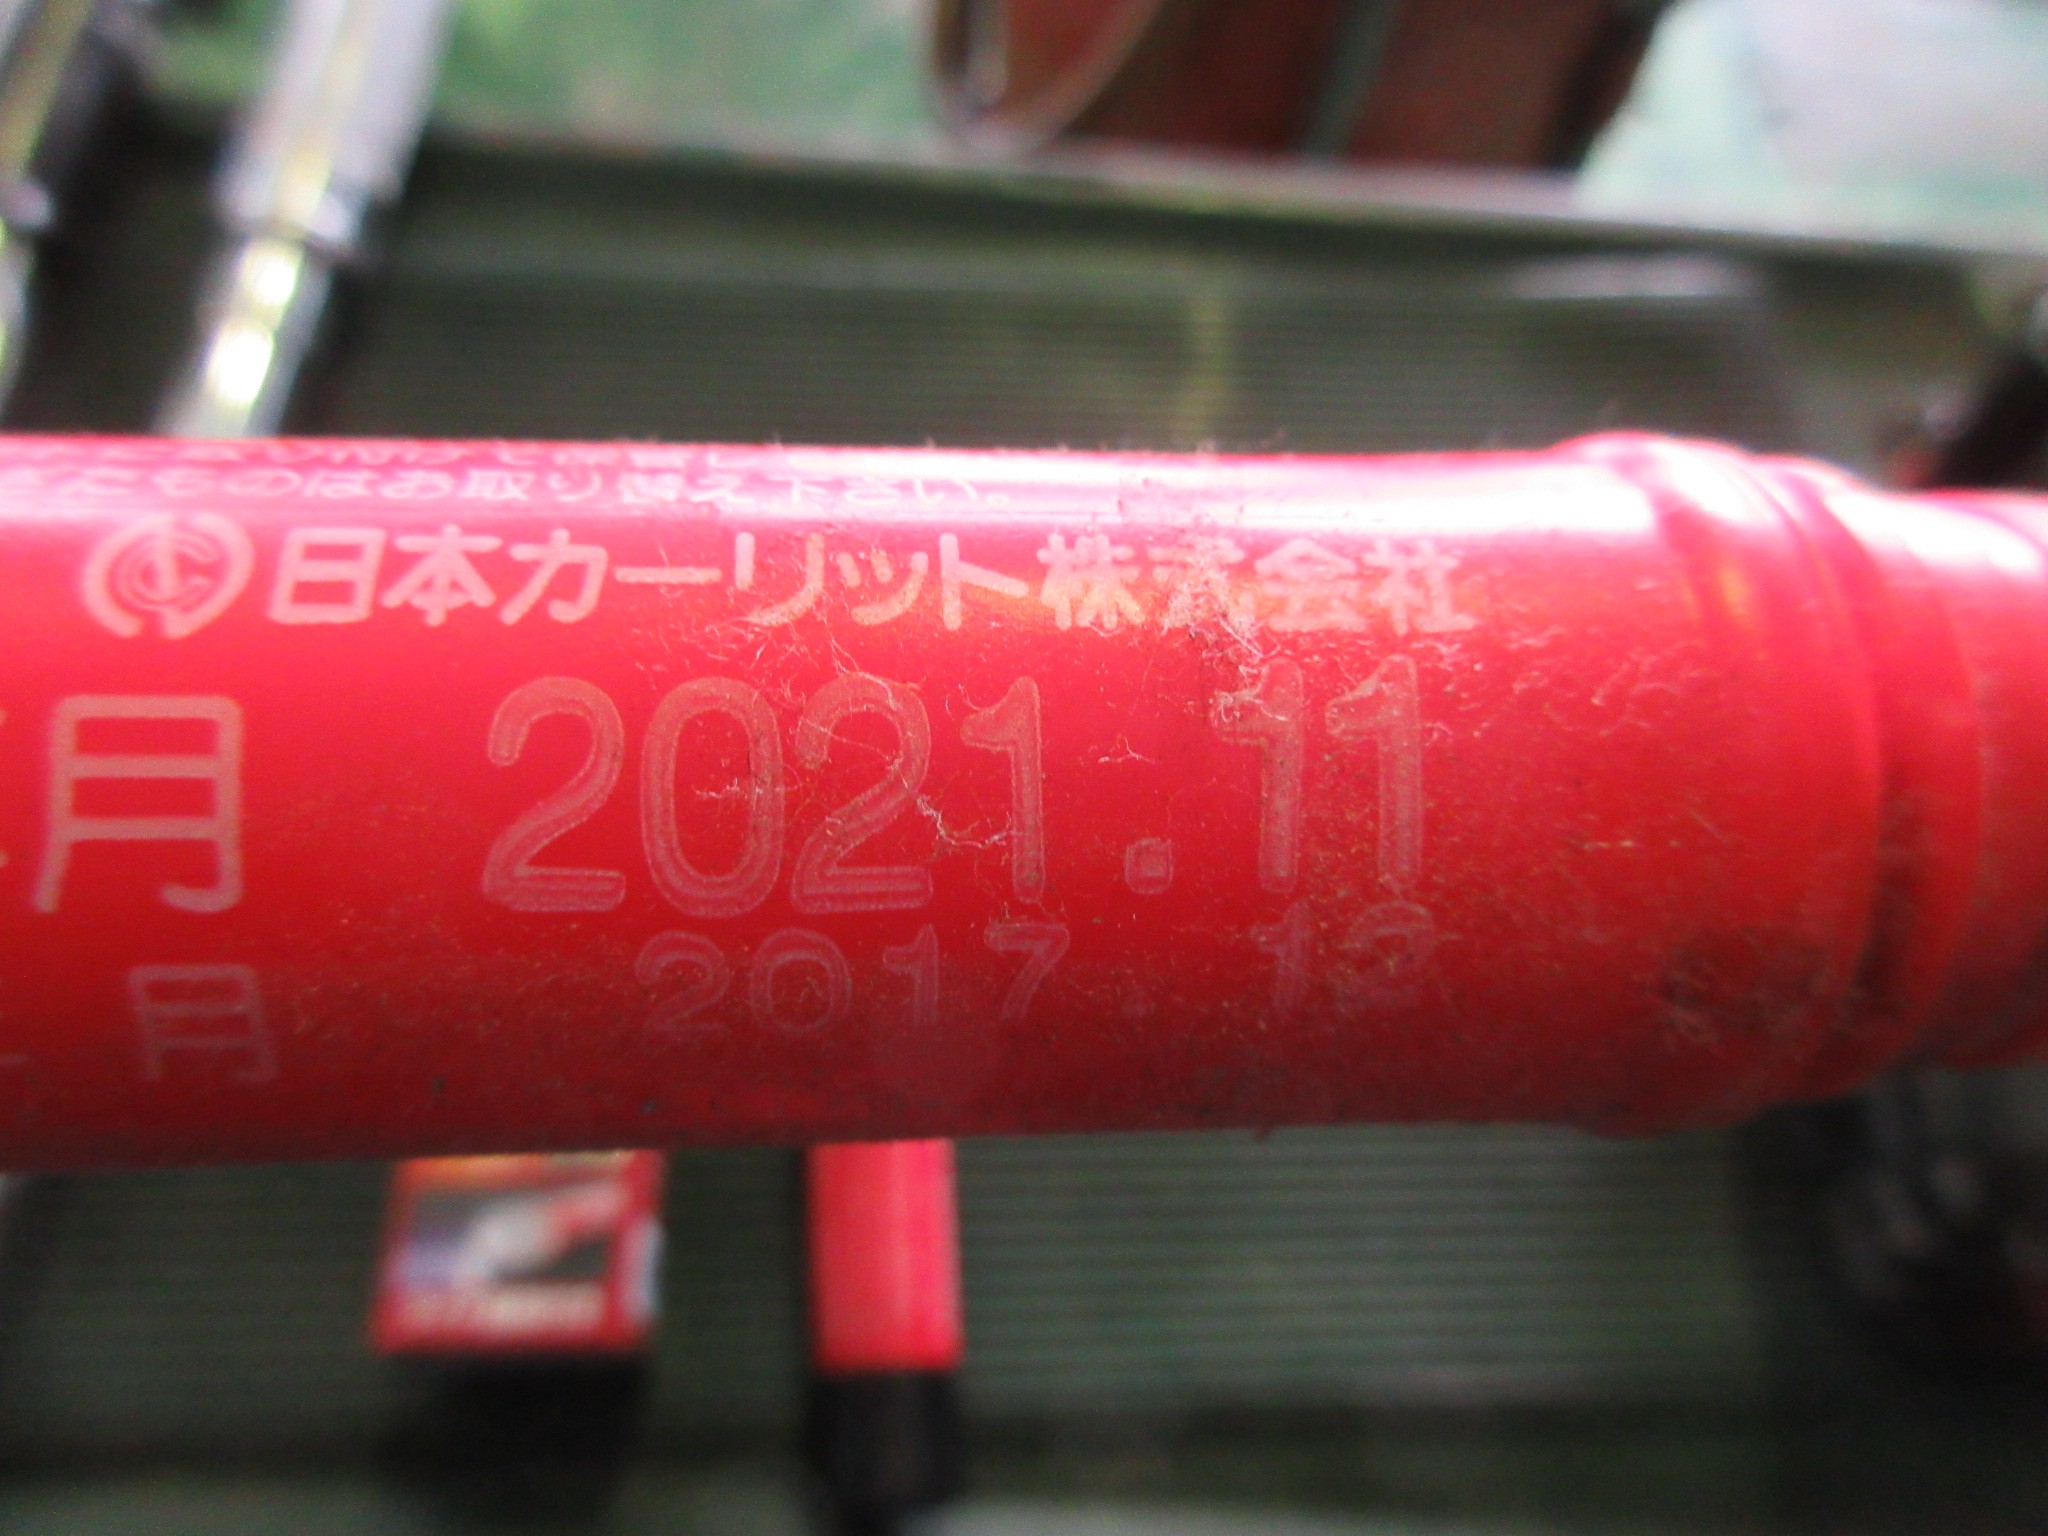 たものはお取り替え下さい。
日本カーリット株式会社
月 2021.11
月 2017.12